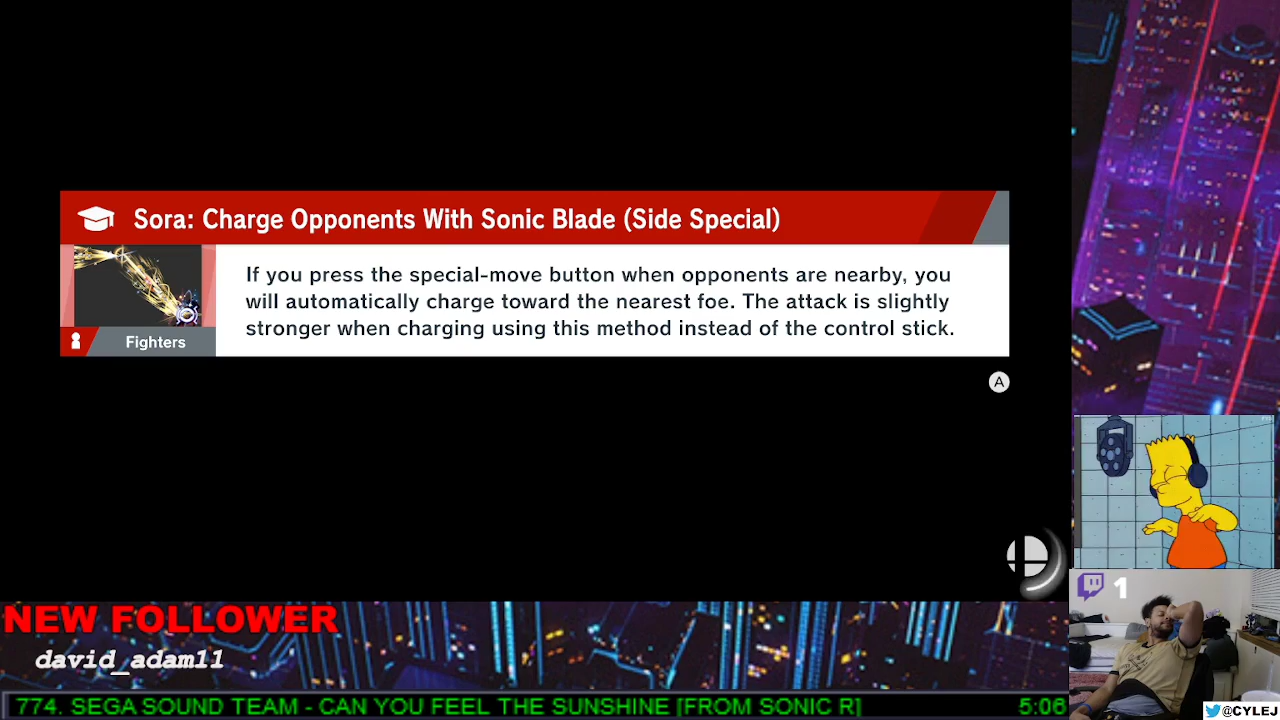 Sora: Charge Opponents With Sonic Blade (Side Special)
If you press the special-move button when opponents are nearby, you
will automatically charge toward the nearest foe. The attack is slightly
stronger when charging using this method instead of the control stick.
Fighters
A
1
NEW FOLLOWER
david_adam11
774. SEGA SOUND TEAM - CAN YOU FEEL THE SUNSHINE [FROM SONIC R]
5:06
@CYLEJ